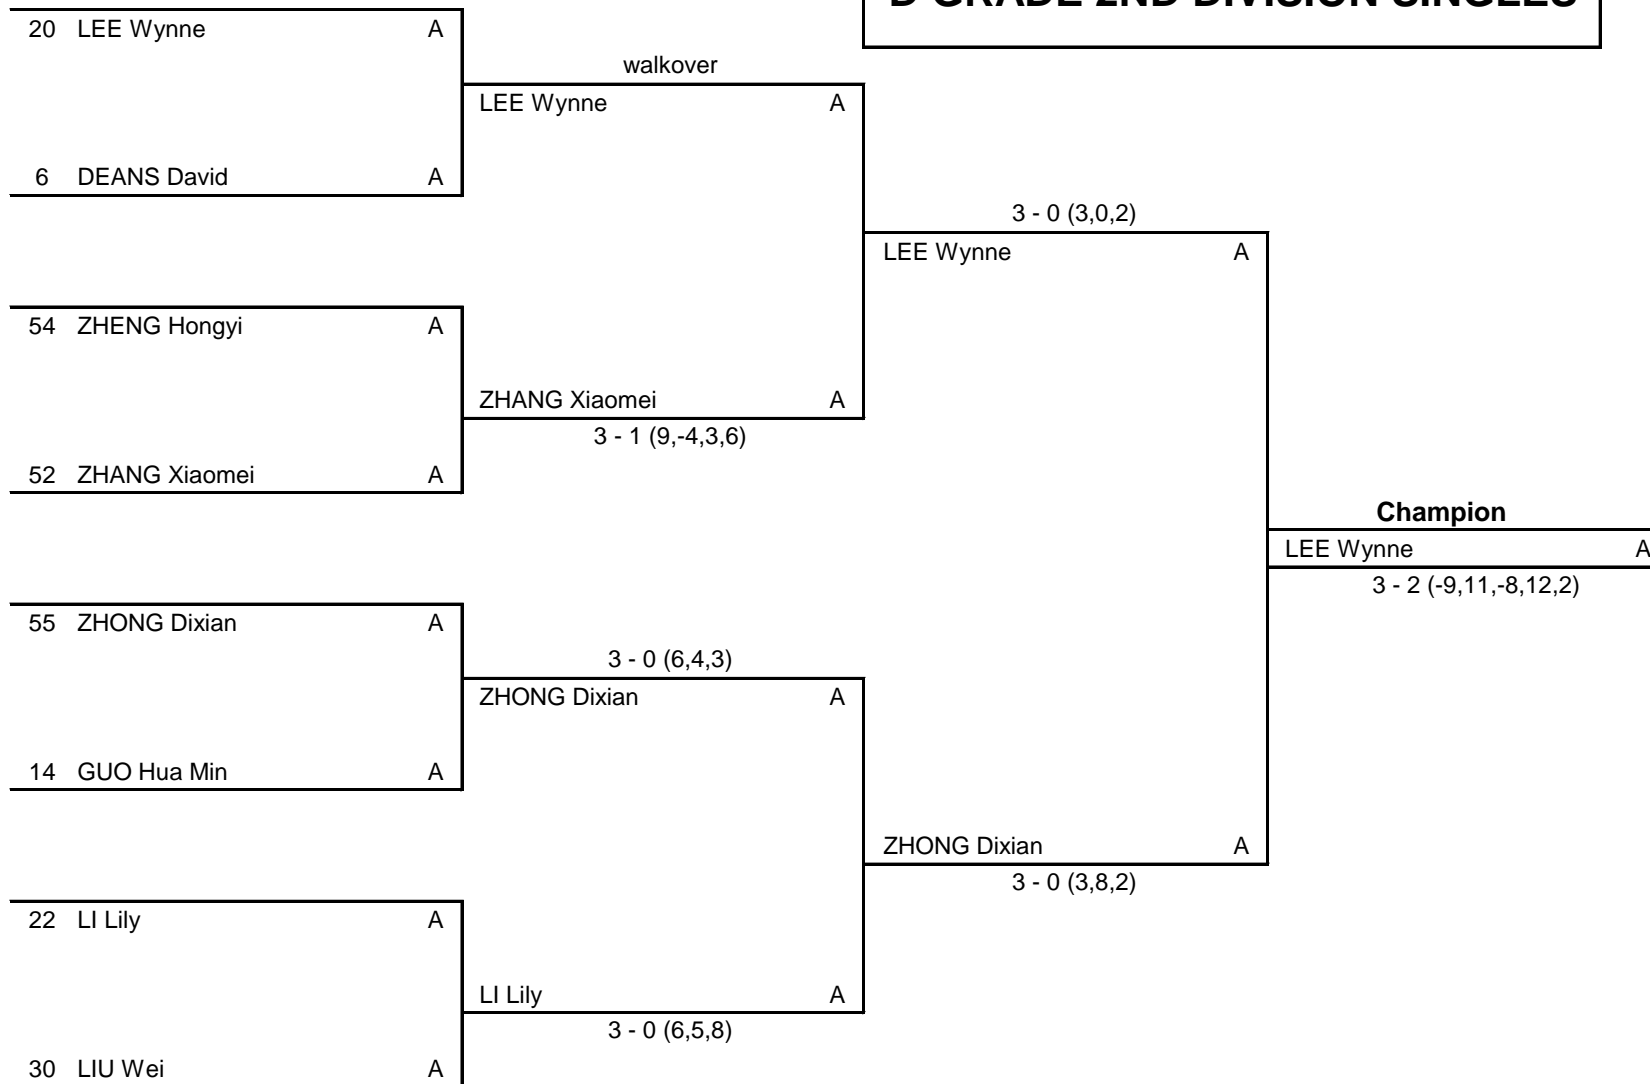 D GRADE 2ND DIVISION SINGLES
20 LEE Wynne A
walkover
LEE Wynne A
6 DEANS David A
3 - 0 (3,0,2)
LEE Wynne A
54 ZHENG Hongyi A
ZHANG Xiaomei A
3 - 1 (9,-4,3,6)
52 ZHANG Xiaomei A
Champion
LEE Wynne A
3 - 2 (-9,11,-8,12,2)
55 ZHONG Dixian A
3 - 0 (6,4,3)
ZHONG Dixian A
14 GUO Hua Min A
ZHONG Dixian A
3 - 0 (3,8,2)
22 LI Lily A
LI Lily A
3 - 0 (6,5,8)
30 LIU Wei A